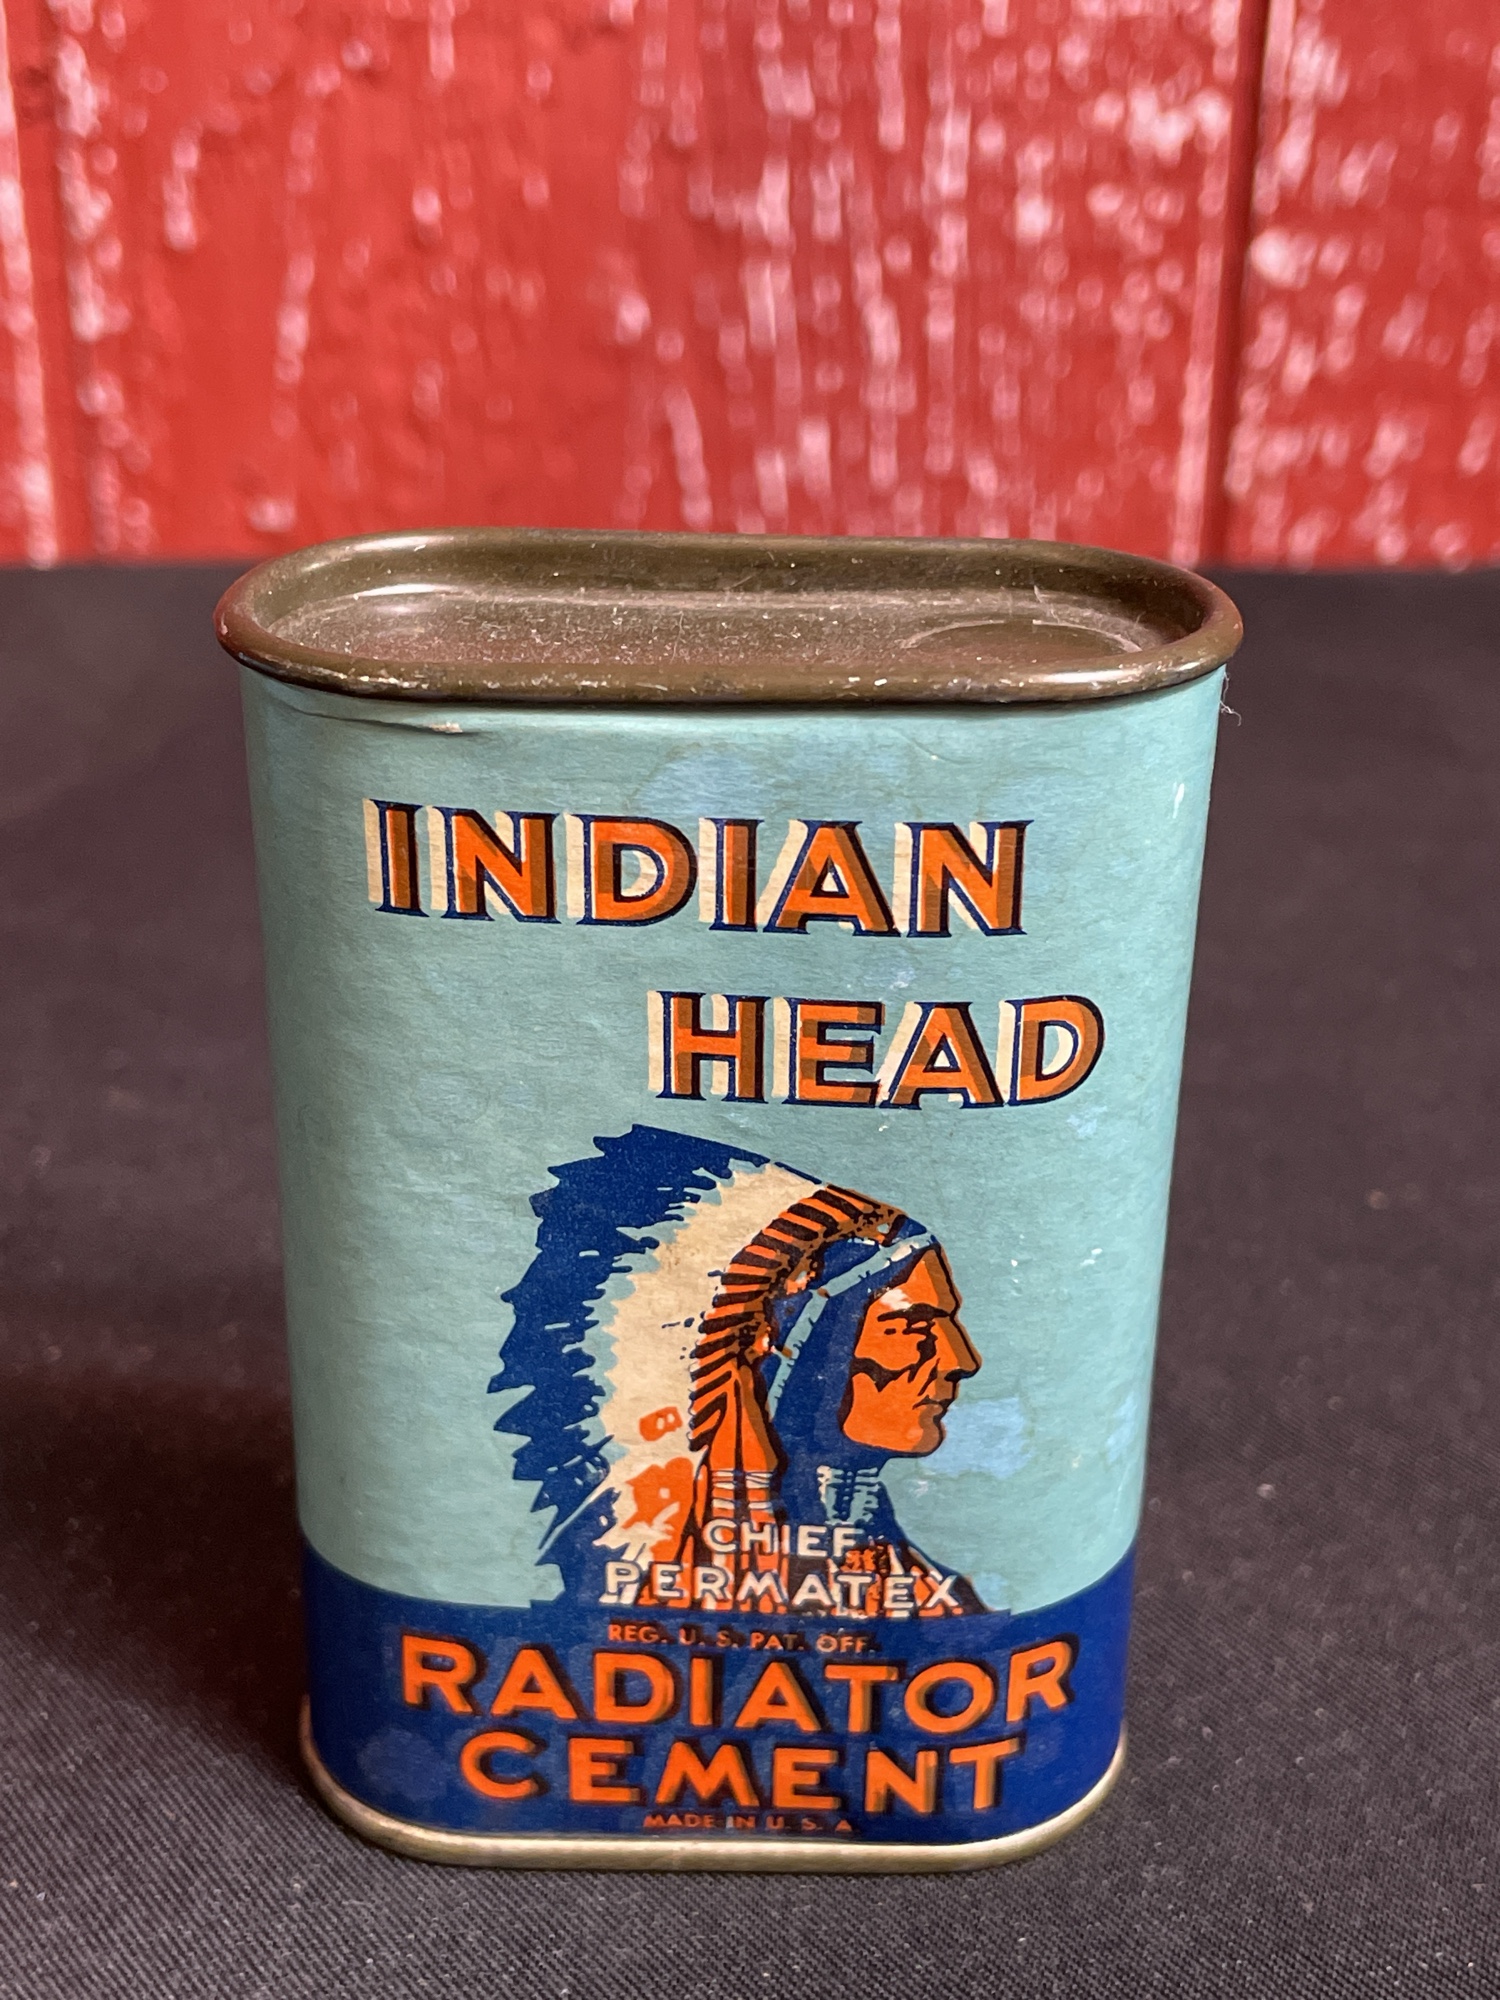 INDIAN
HEAD
CHIEF
PERMATEX
REG. U. S. PAT. OFF.
RADIATOR
CEMENT
MADE IN U. S. A.